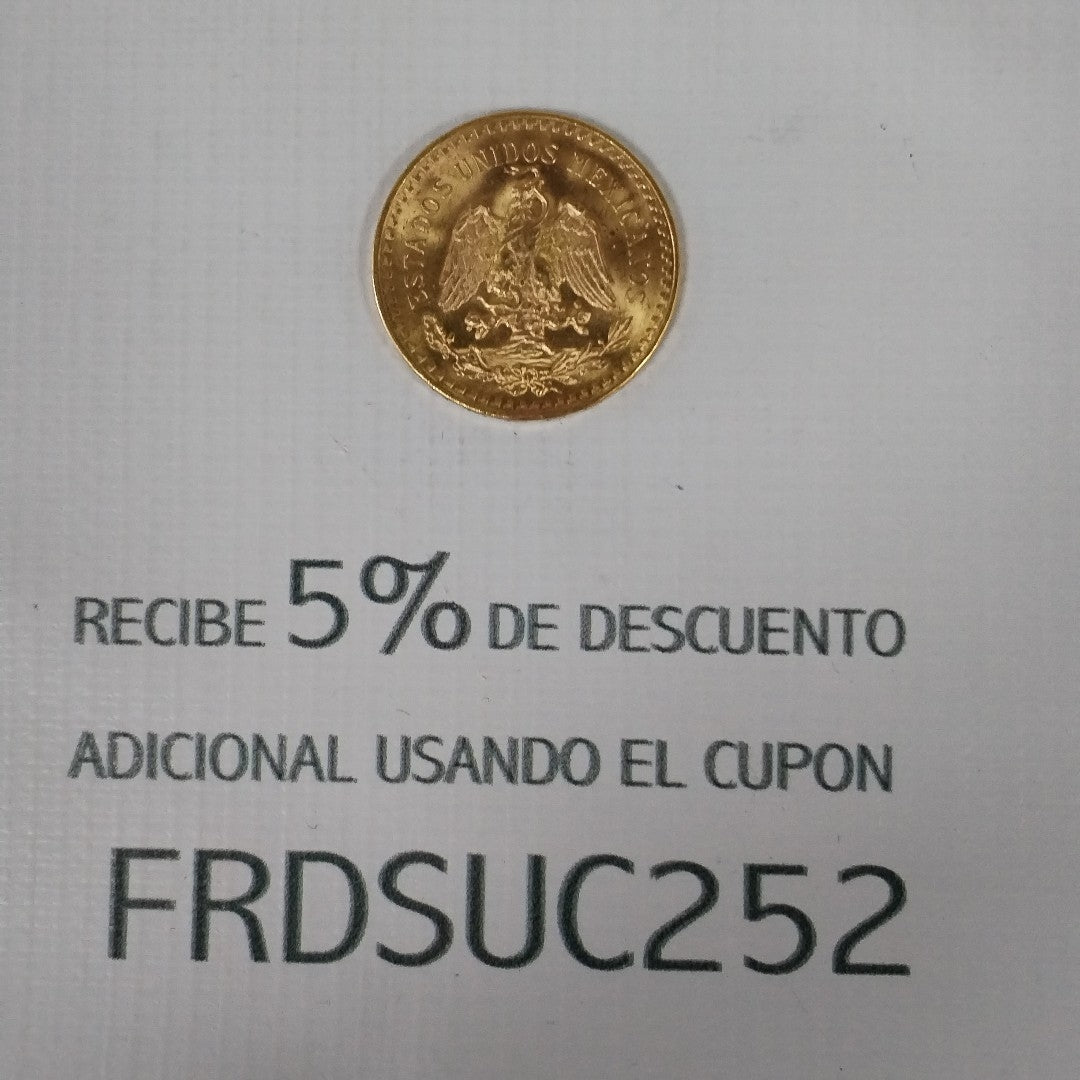 ESTADOS UNIDOS MEXICANOS
RECIBE 5% DE DESCUENTO
ADICIONAL USANDO EL CUPON
FRDSUC252